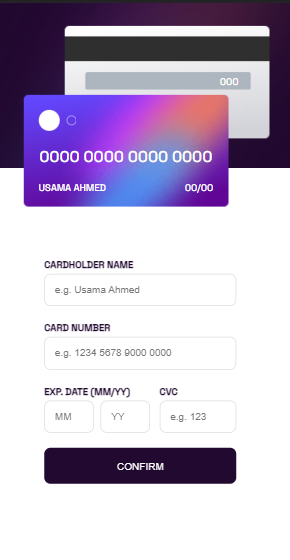 000
0000 0000 0000 0000
USAMA AHMED 00/00
CARDHOLDER NAME
e.g. Usama Ahmed
CARD NUMBER
e.g. 1234 5678 9000 0000
EXP. DATE (MM/YY) CVC
MM YY e.g. 123
CONFIRM